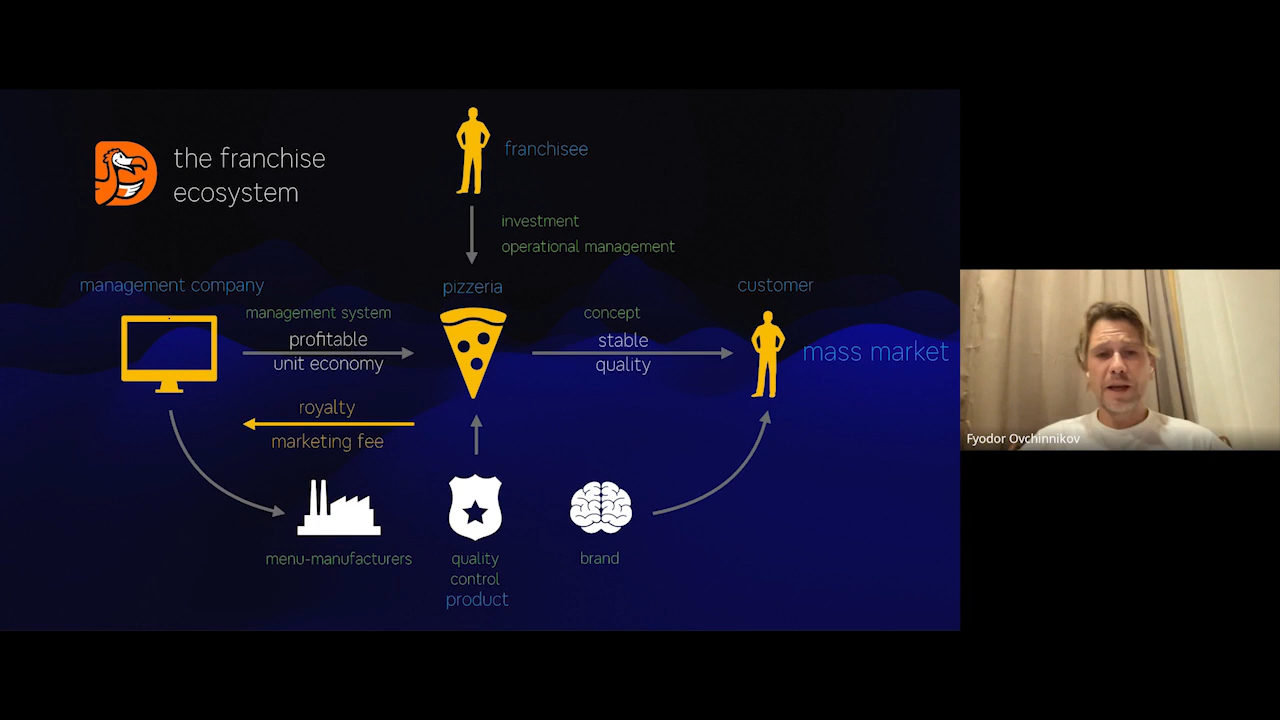 the franchise
ecosystem
franchisee
investment
operational management
management company
pizzeria
customer
management system
profitable
unit economy
concept
stable
quality
mass market
royalty
marketing fee
menu-manufacturers
quality
control
product
brand
Fyodor Ovchinnikov